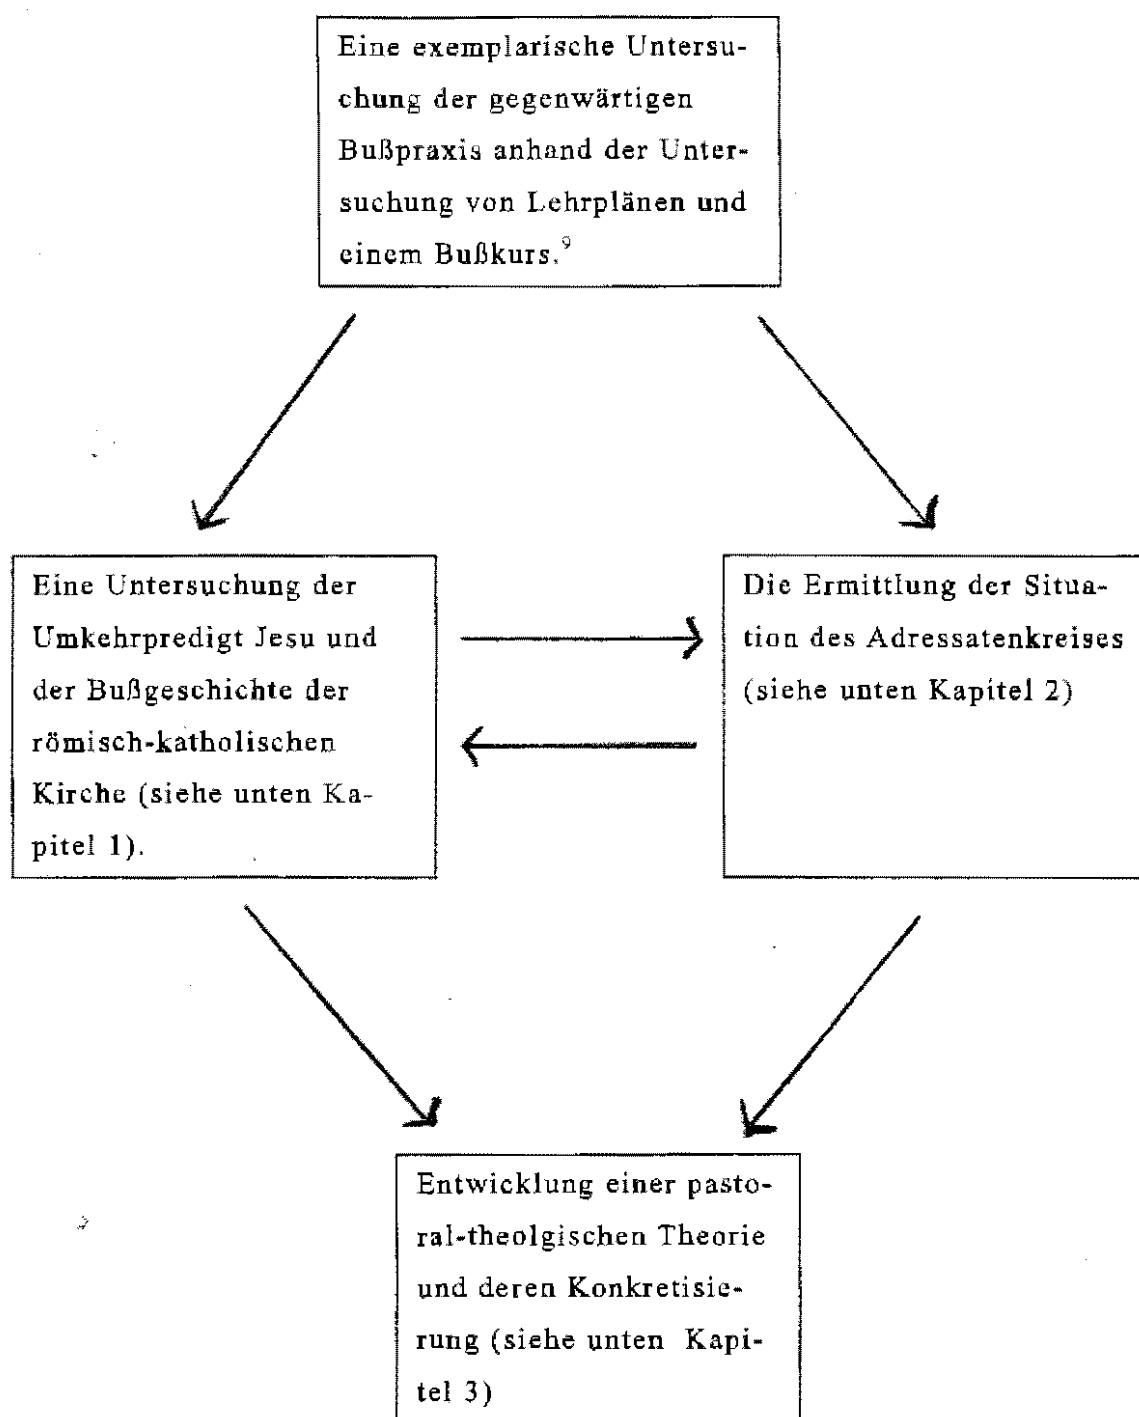 Eine exemplarische Untersu-
chung der gegenwärtigen
Bußpraxis anhand der Unter-
suchung von Lehrplänen und
einem Bußkurs.⁹
Eine Untersuchung der
Umkehrpredigt Jesu und
der Bußgeschichte der
römisch-katholischen
Kirche (siehe unten Ka-
pitel 1).
Die Ermittlung der Situa-
tion des Adressatenkreises
(siehe unten Kapitel 2)
Entwicklung einer pasto-
ral-theolgischen Theorie
und deren Konkretisie-
rung (siehe unten Kapi-
tel 3)